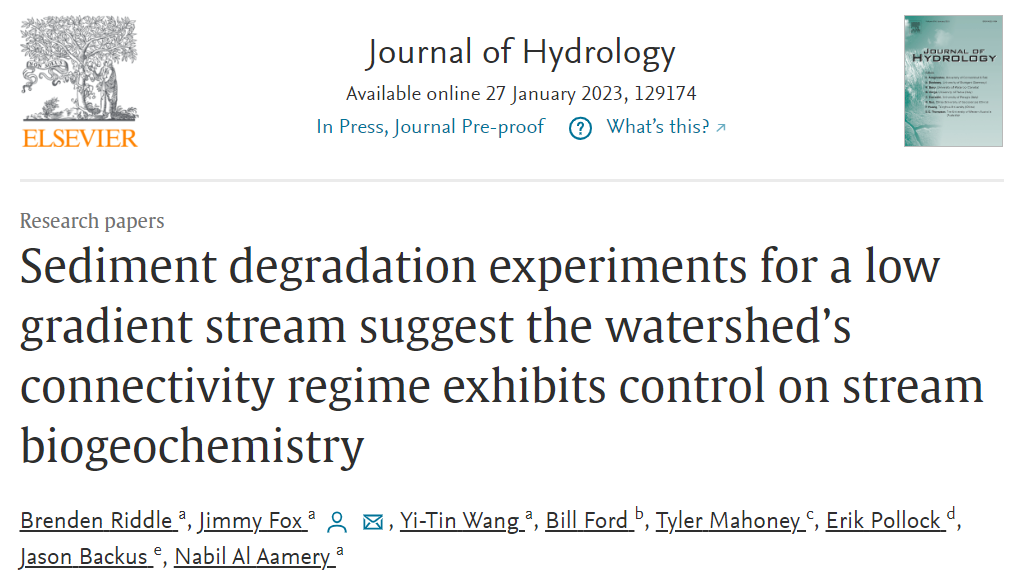 Journal of Hydrology
Available online 27 January 2023, 129174
In Press, Journal Pre-proof ? What's this? ↗
ELSEVIER
JOURNAL OF
HYDROLOGY
Research papers
Sediment degradation experiments for a low
gradient stream suggest the watershed's
connectivity regime exhibits control on stream
biogeochemistry
Brenden Riddle a, Jimmy Fox a, Yi-Tin Wang a, Bill Ford b, Tyler Mahoney c, Erik Pollock d,
Jason Backus e, Nabil Al Aamery a